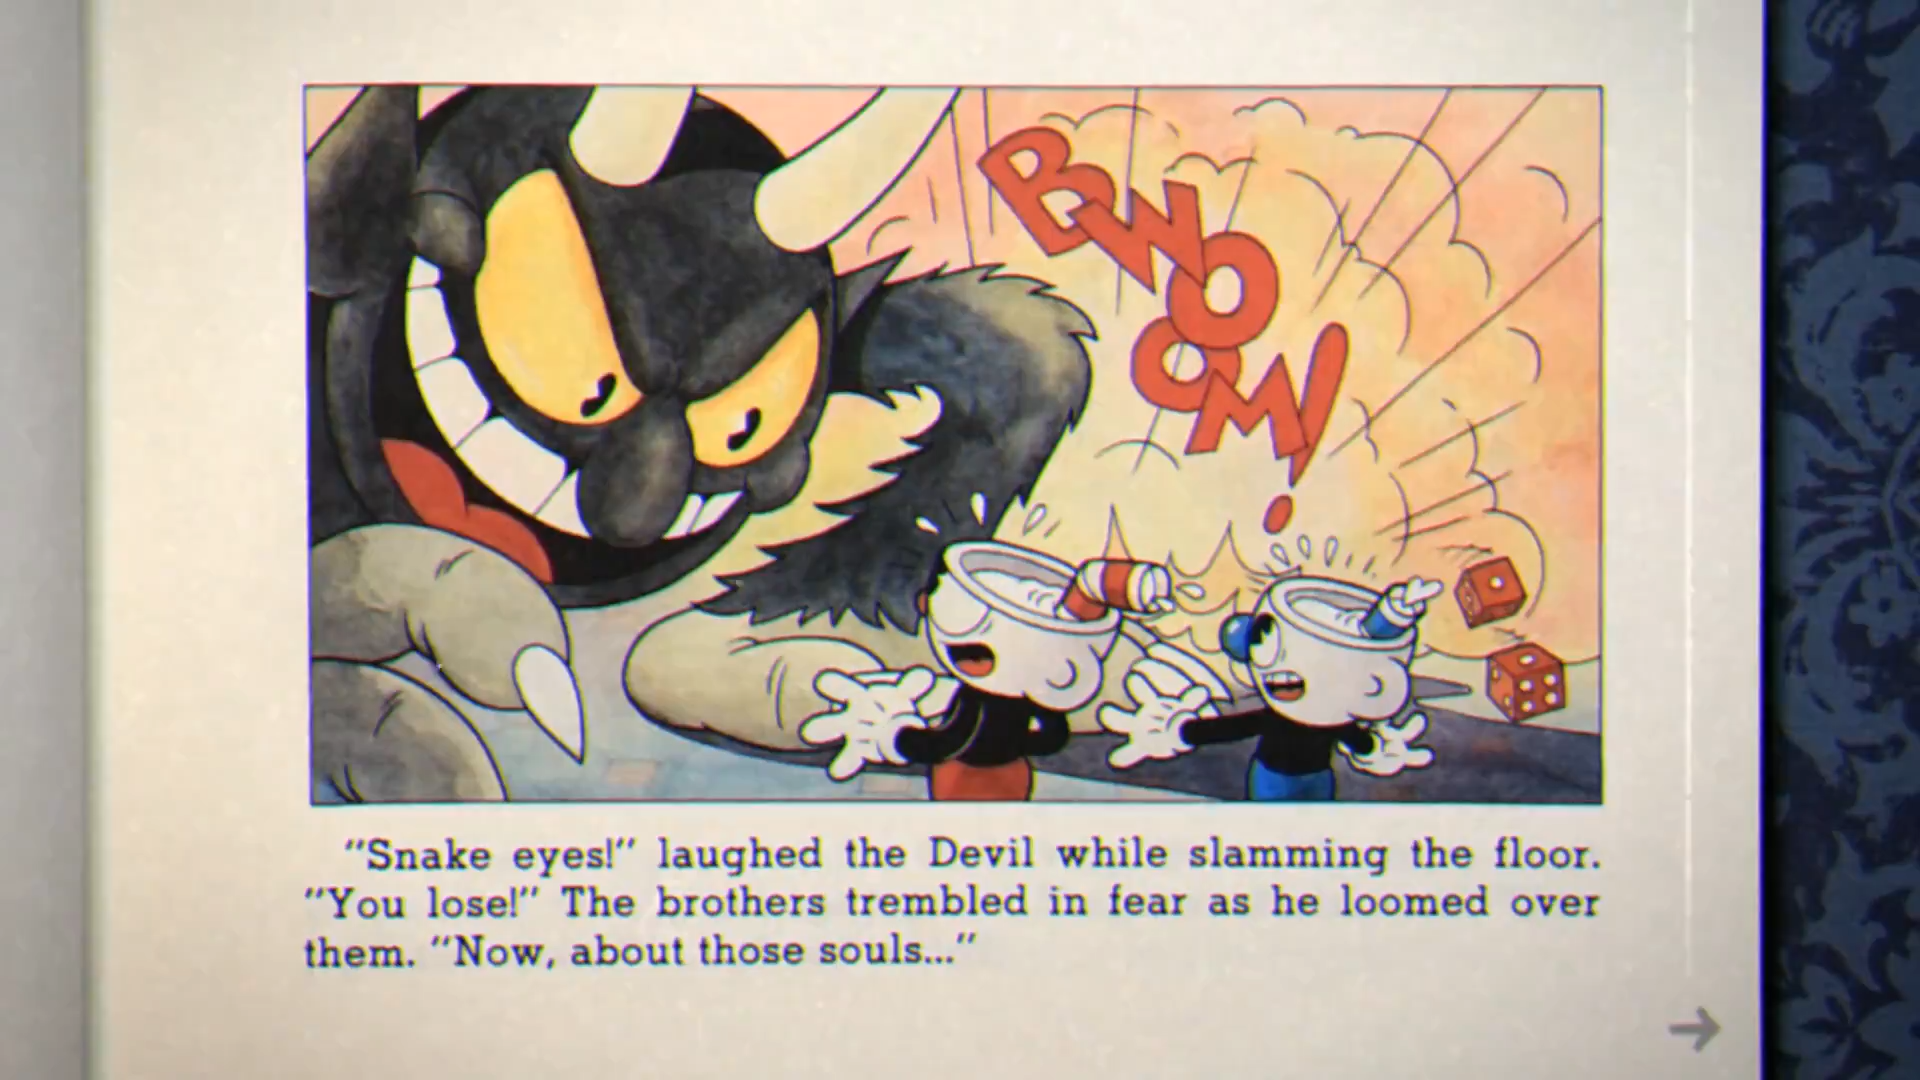 BWOOM!
"Snake eyes!" laughed the Devil while slamming the floor.
"You lose!" The brothers trembled in fear as he loomed over
them. "Now, about those souls..."